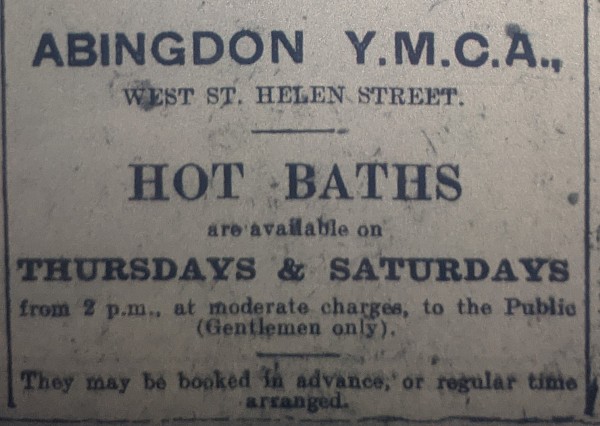 ABINGDON Y.M.C.A.,
WEST ST. HELEN STREET.
HOT BATHS
are available on
THURSDAYS & SATURDAYS
from 2 p.m., at moderate charges, to the Public
(Gentlemen only).
They may be booked in advance, or regular time
arranged.